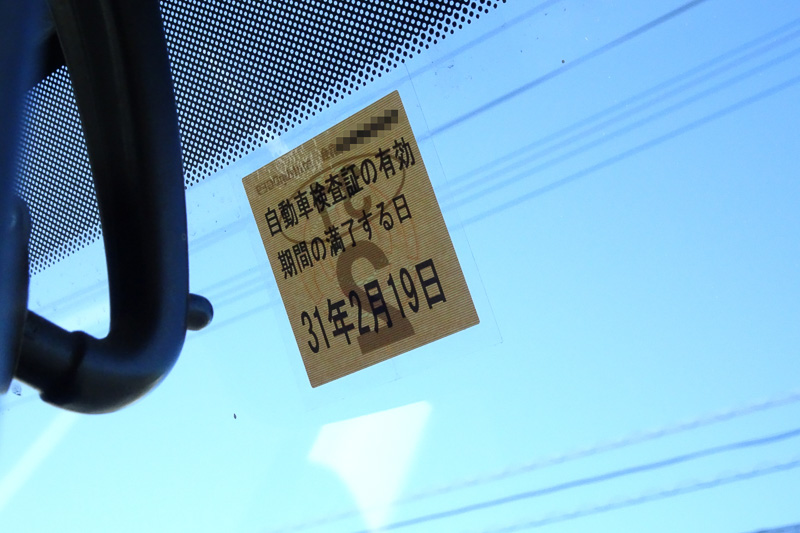 自動車検査証の有効
期間の満了する日
31年2月19日